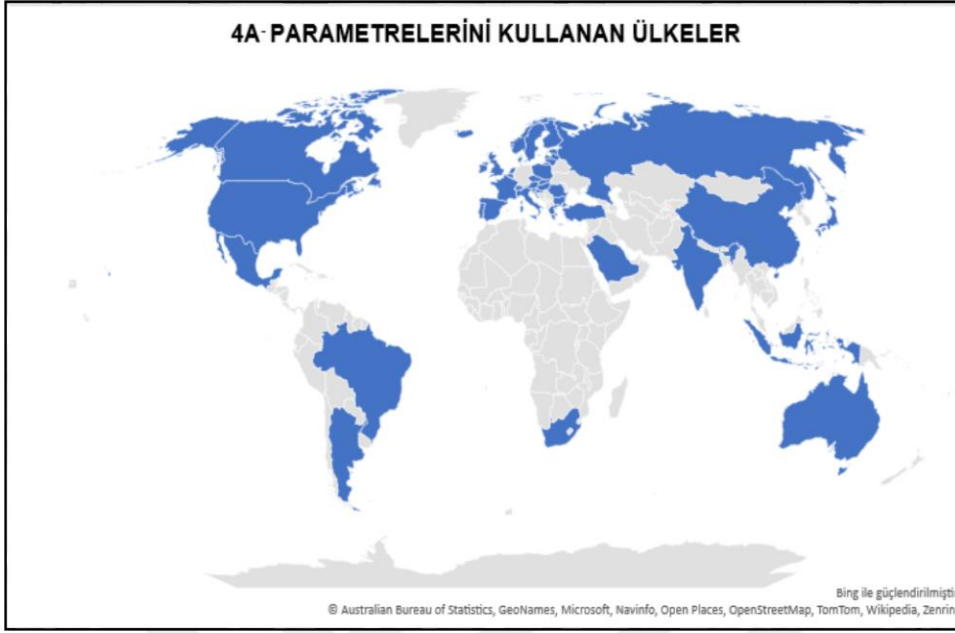 4A- PARAMETRELERİNİ KULLANAN ÜLKELER
Bing ile güçlendirilmişti
© Australian Bureau of Statistics, GeoNames, Microsoft, Navinfo, Open Places, OpenStreetMap, TomTom, Wikipedia, Zenrin